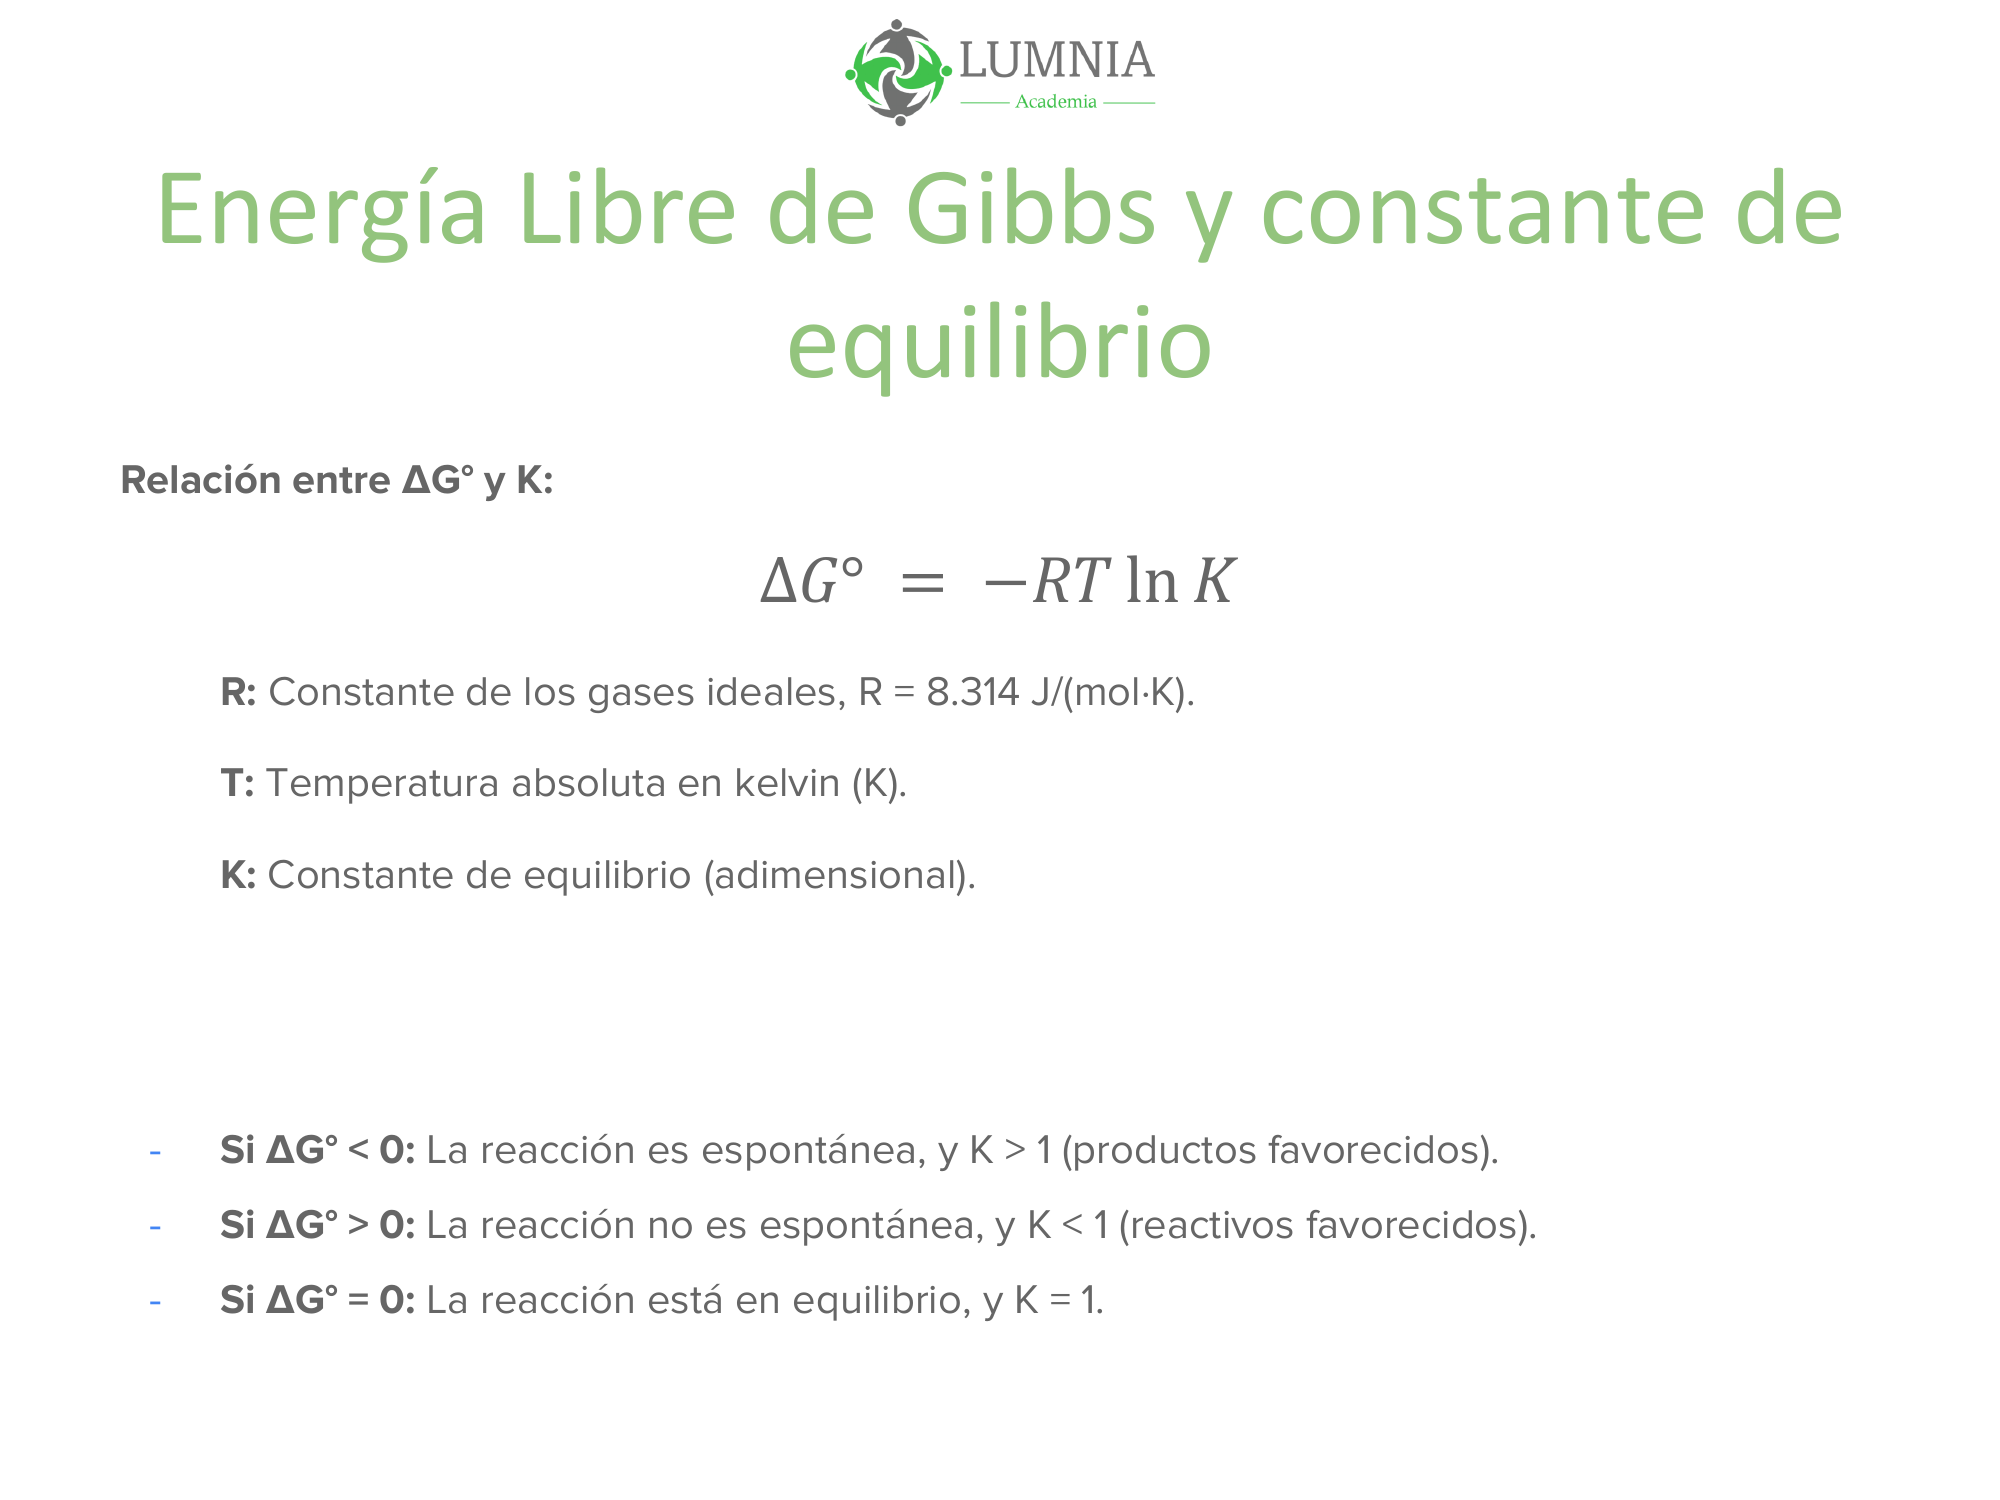 LUMNIA
Academia
Energía Libre de Gibbs y constante de
equilibrio
Relación entre ΔG° y K:
ΔG° = −RT ln K
R: Constante de los gases ideales, R = 8.314 J/(mol·K).
T: Temperatura absoluta en kelvin (K).
K: Constante de equilibrio (adimensional).
- Si ΔG° < 0: La reacción es espontánea, y K > 1 (productos favorecidos).
- Si ΔG° > 0: La reacción no es espontánea, y K < 1 (reactivos favorecidos).
- Si ΔG° = 0: La reacción está en equilibrio, y K = 1.